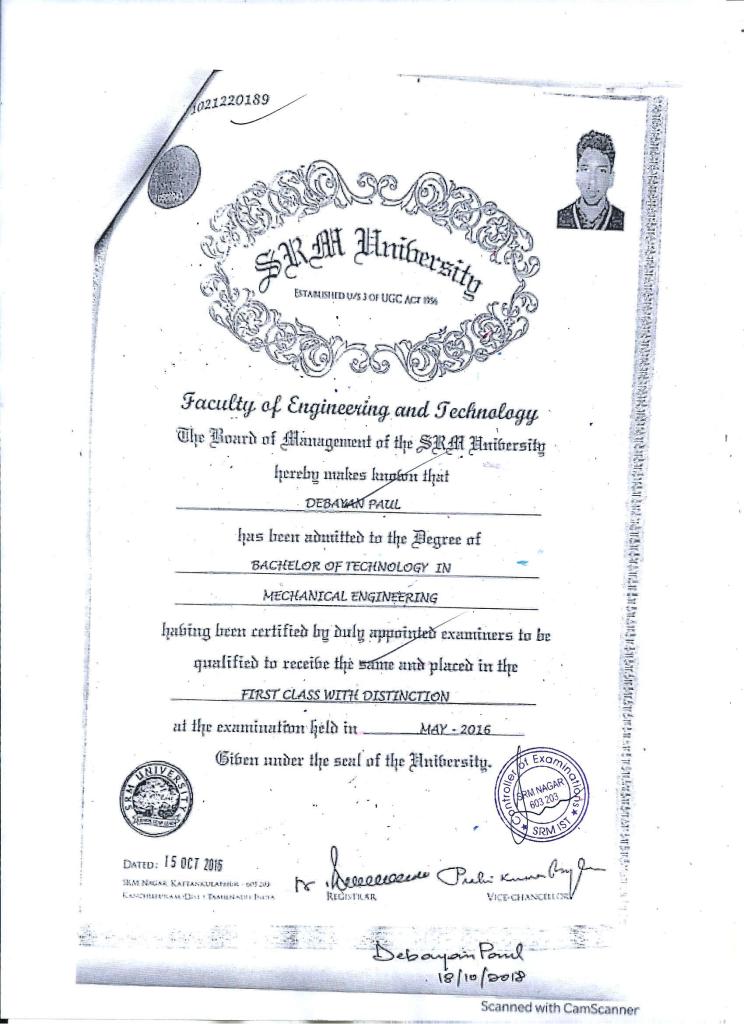 1021220189
SRM University
ESTABLISHED U/S 3 OF UGC ACT 1956
Faculty of Engineering and Technology
The Board of Management of the SRM University
hereby makes known that
DEBAYAN PAUL
has been admitted to the Degree of
BACHELOR OF TECHNOLOGY IN
MECHANICAL ENGINEERING
having been certified by duly appointed examiners to be
qualified to receive the same and placed in the
FIRST CLASS WITH DISTINCTION
at the examination held in MAY - 2016
Given under the seal of the University.
SRM UNIVERSITY
Controller of Examinations
SRM NAGAR
603 203
SRM IST
DATED: 15 OCT 2016
SRM NAGAR, KATTANKULATHUR - 603 203
KANCHEEPURAM DIST TAMILNADU INDIA
REGISTRAR
VICE-CHANCELLOR
Debayan Paul
18/10/2018
Scanned with CamScanner